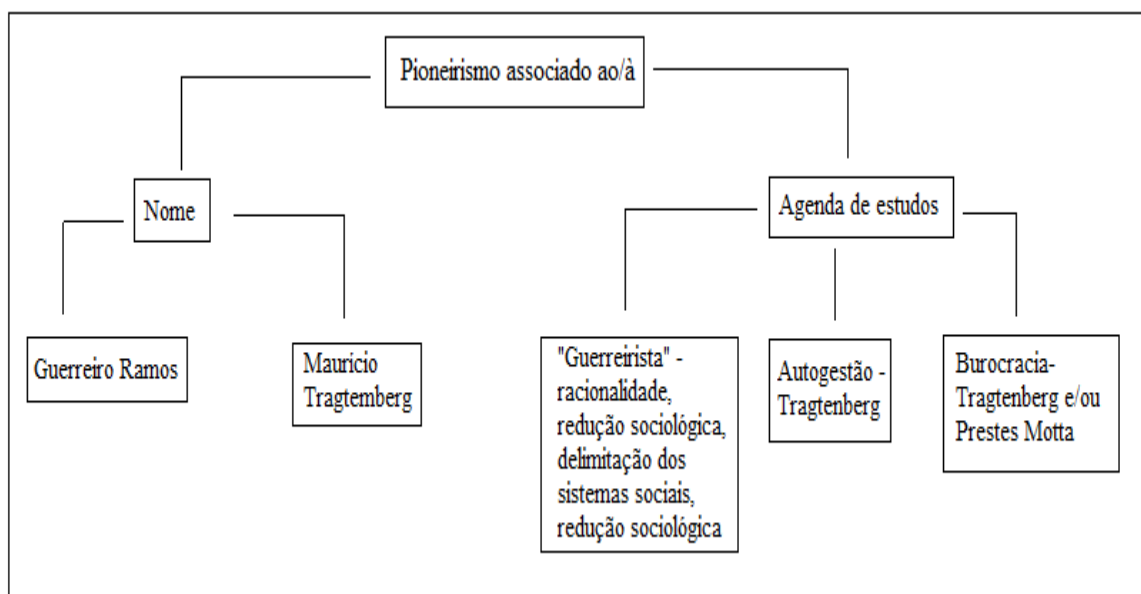 Pioneirismo associado ao/à
Nome
Agenda de estudos
Guerreiro Ramos
Maurício
Tragtemberg
"Guerreirista" -
racionalidade,
redução sociológica,
delimitação dos
sistemas sociais,
redução sociológica
Autogestão -
Tragtenberg
Burocracia-
Tragtenberg e/ou
Prestes Motta